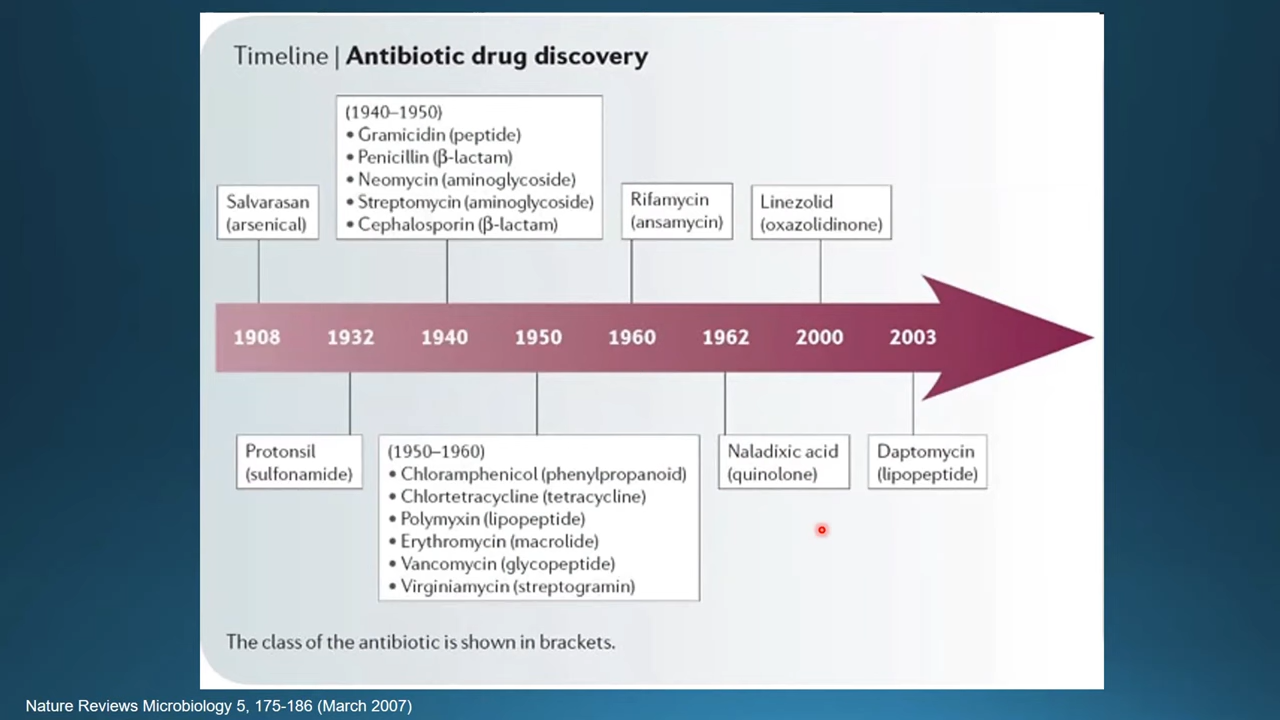 Timeline | Antibiotic drug discovery
(1940–1950)
• Gramicidin (peptide)
• Penicillin (β-lactam)
• Neomycin (aminoglycoside)
• Streptomycin (aminoglycoside)
• Cephalosporin (β-lactam)
Salvarasan
(arsenical)
Rifamycin
(ansamycin)
Linezolid
(oxazolidinone)
1908 1932 1940 1950 1960 1962 2000 2003
Protonsil
(sulfonamide)
(1950–1960)
• Chloramphenicol (phenylpropanoid)
• Chlortetracycline (tetracycline)
• Polymyxin (lipopeptide)
• Erythromycin (macrolide)
• Vancomycin (glycopeptide)
• Virginiamycin (streptogramin)
Naladixic acid
(quinolone)
Daptomycin
(lipopeptide)
The class of the antibiotic is shown in brackets.
Nature Reviews Microbiology 5, 175-186 (March 2007)